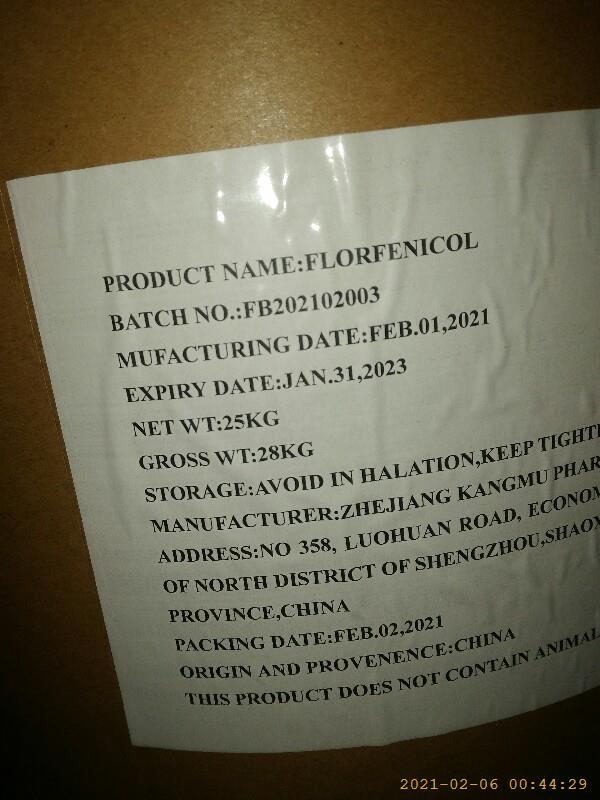 PRODUCT NAME:FLORFENICOL
BATCH NO.:FB202102003
MUFACTURING DATE:FEB.01,2021
EXPIRY DATE:JAN.31,2023
NET WT:25KG
GROSS WT:28KG
STORAGE:AVOID IN HALATION,KEEP
MANUFACTURER:ZHEJIANG KANGMU
ADDRESS:NO 358, LUOHUAN ROAD,
OF NORTH DISTRICT OF SHENGZHOU,
PROVINCE,CHINA
PACKING DATE:FEB.02,2021
ORIGIN AND PROVENENCE:CHINA
THIS PRODUCT DOES NOT CONTAIN ANIMAL
2021-02-06 00:44:29